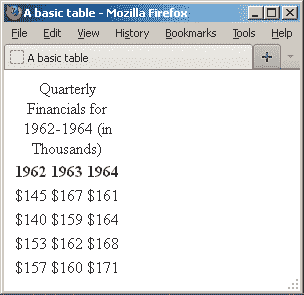 A basic table - Mozilla Firefox
File Edit View History Bookmarks Tools Help
A basic table
Quarterly
Financials for
1962-1964 (in
Thousands)
1962 1963 1964
$145 $167 $161
$140 $159 $164
$153 $162 $168
$157 $160 $171